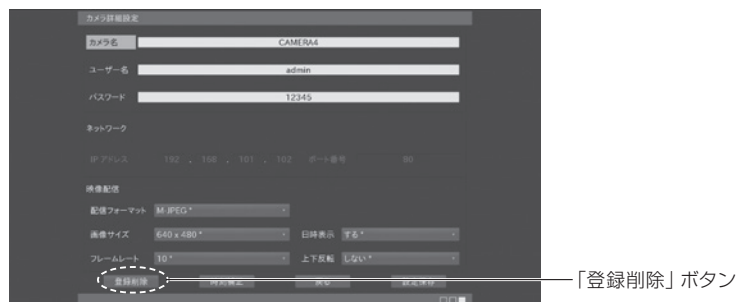 カメラ詳細設定
カメラ名 CAMERA4
ユーザー名 admin
パスワード 12345
ネットワーク
IP アドレス 192 . 168 . 101 . 102 ポート番号 80
映像配信
配信フォーマット M-JPEG *
画像サイズ 640 x 480 * 日時表示 する *
フレームレート 10 * 上下反転 しない *
登録削除 時刻補正 戻る 設定保存
「登録削除」ボタン